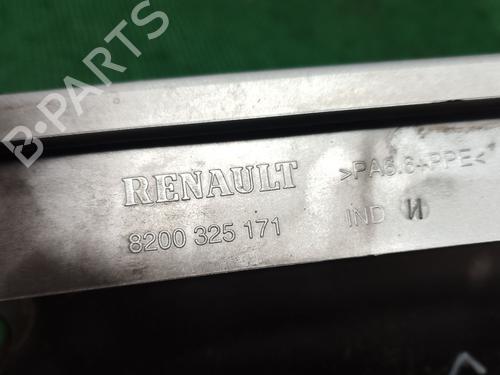 B-Parts
RENAULT
8200 325 171
>PA6.6+PPE<
IND И